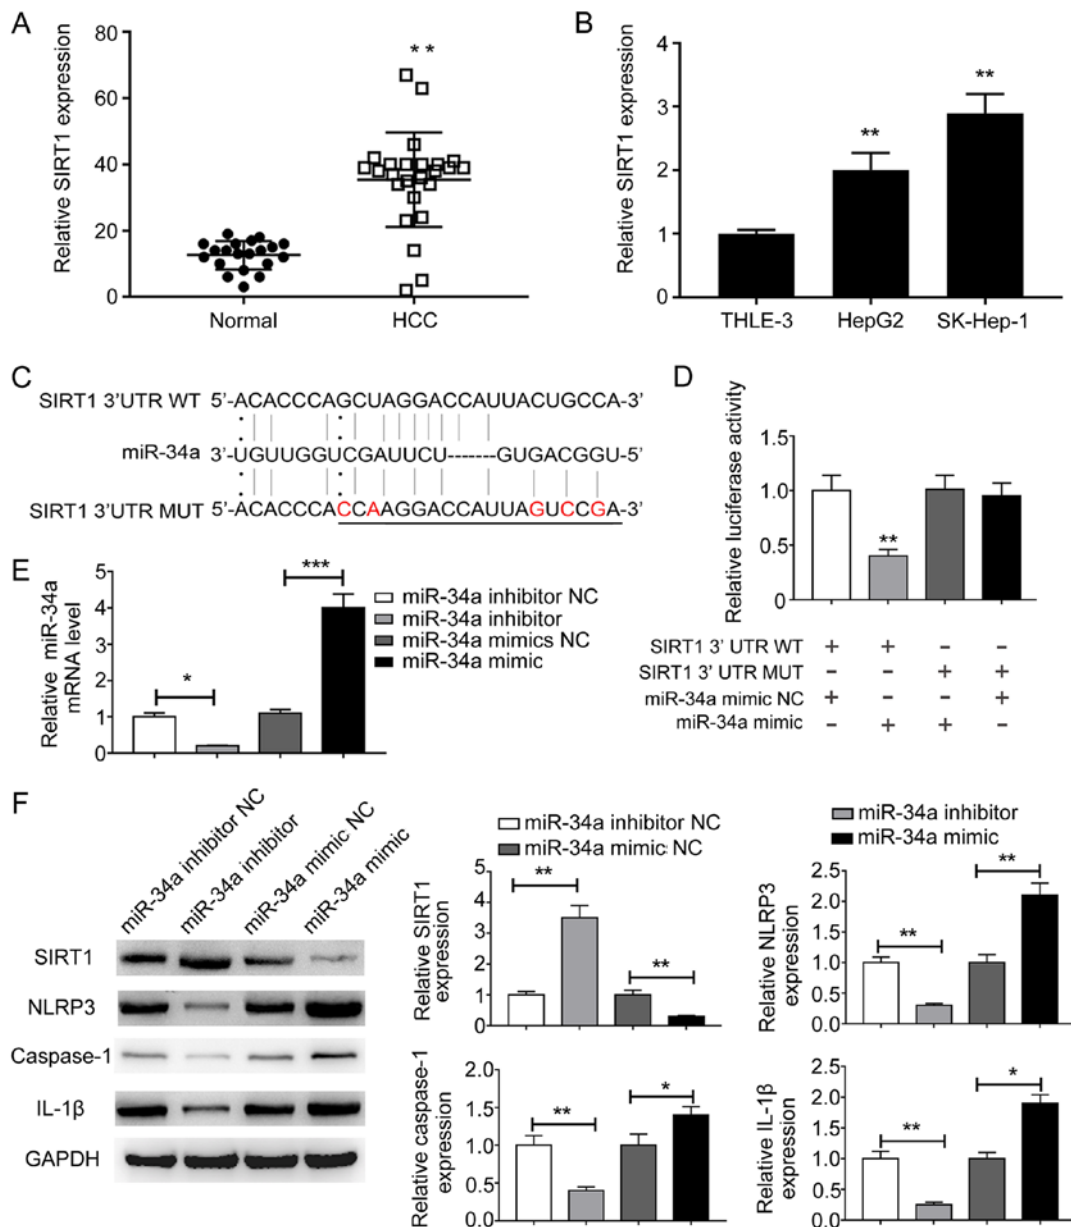 A
Relative SIRT1 expression
80
60
40
20
0
**
Normal
HCC
B
Relative SIRT1 expression
4
3
2
1
0
**
**
THLE-3
HepG2
SK-Hep-1
C
SIRT1 3'UTR WT 5'-ACACCCAGCUAGGACCAUUACUGCCA-3'
miR-34a 3'-UGUUGGUCGAUUCU-------GUGACGGU-5'
SIRT1 3'UTR MUT 5'-ACACCCACCAAGGACCAUUAGUCCGA-3'
D
Relative luciferase activity
1.5
1.0
0.5
0.0
**
SIRT1 3' UTR WT + + - -
SIRT1 3' UTR MUT - - + +
miR-34a mimic NC + - - +
miR-34a mimic - + + -
E
Relative miR-34a
mRNA level
5
4
3
2
1
0
*
***
miR-34a inhibitor NC
miR-34a inhibitor
miR-34a mimics NC
miR-34a mimic
F
miR-34a inhibitor NC
miR-34a inhibitor
miR-34a mimic NC
miR-34a mimic
SIRT1
NLRP3
Caspase-1
IL-1β
GAPDH
miR-34a inhibitor NC
miR-34a mimic NC
miR-34a inhibitor
miR-34a mimic
Relative SIRT1
expression
5
4
3
2
1
0
**
**
Relative NLRP3
expression
2.5
2.0
1.5
1.0
0.5
0.0
**
**
Relative caspase-1
expression
2.0
1.5
1.0
0.5
0.0
**
*
Relative IL-1β
expression
2.5
2.0
1.5
1.0
0.5
0.0
**
*